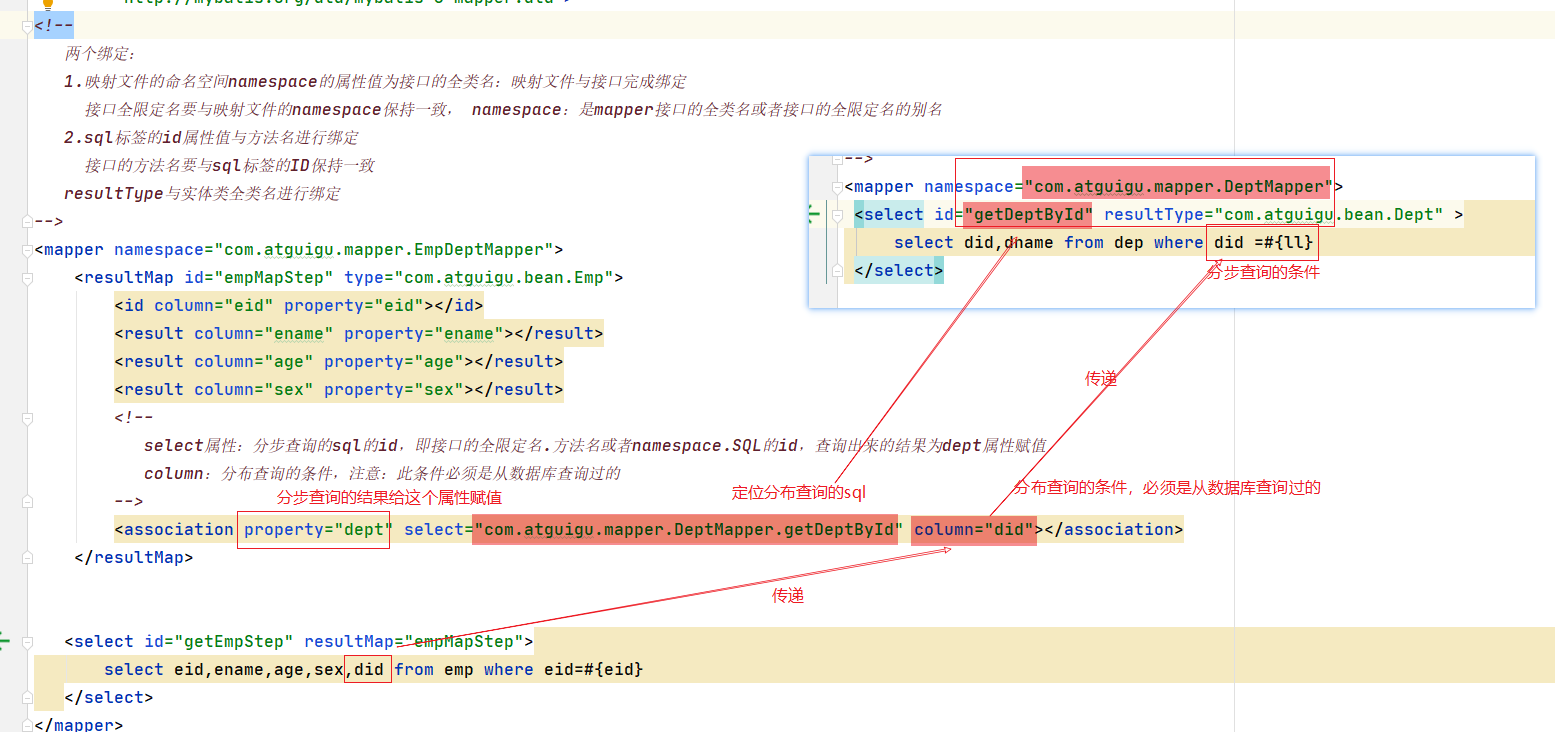 http://mybatis.org/dtd/mybatis-3-mapper.dtd">
<!--
两个绑定：
1.映射文件的命名空间namespace的属性值为接口的全类名：映射文件与接口完成绑定
接口全限定名要与映射文件的namespace保持一致， namespace：是mapper接口的全类名或者接口的全限定名的别名
2.sql标签的id属性值与方法名进行绑定
接口的方法名要与sql标签的ID保持一致
resultType与实体类全类名进行绑定
-->
-->
<mapper namespace="com.atguigu.mapper.DeptMapper">
<select id="getDeptById" resultType="com.atguigu.bean.Dept" >
select did,dname from dep where did =#{ll}
</select>
分步查询的条件
<mapper namespace="com.atguigu.mapper.EmpDeptMapper">
<resultMap id="empMapStep" type="com.atguigu.bean.Emp">
<id column="eid" property="eid"></id>
<result column="ename" property="ename"></result>
<result column="age" property="age"></result>
传递
<result column="sex" property="sex"></result>
<!--
select属性：分步查询的sql的id，即接口的全限定名.方法名或者namespace.SQL的id，查询出来的结果为dept属性赋值
column：分布查询的条件，注意：此条件必须是从数据库查询过的
-->
分步查询的结果给这个属性赋值
定位分布查询的sql
分布查询的条件，必须是从数据库查询过的
<association property="dept" select="com.atguigu.mapper.DeptMapper.getDeptById" column="did"></association>
</resultMap>
传递
<select id="getEmpStep" resultMap="empMapStep">
select eid,ename,age,sex,did from emp where eid=#{eid}
</select>
</mapper>